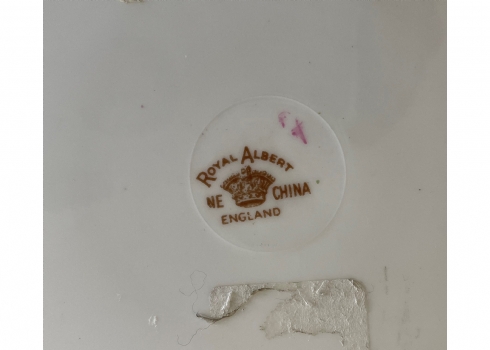 ROYAL ALBERT
NE CHINA
ENGLAND